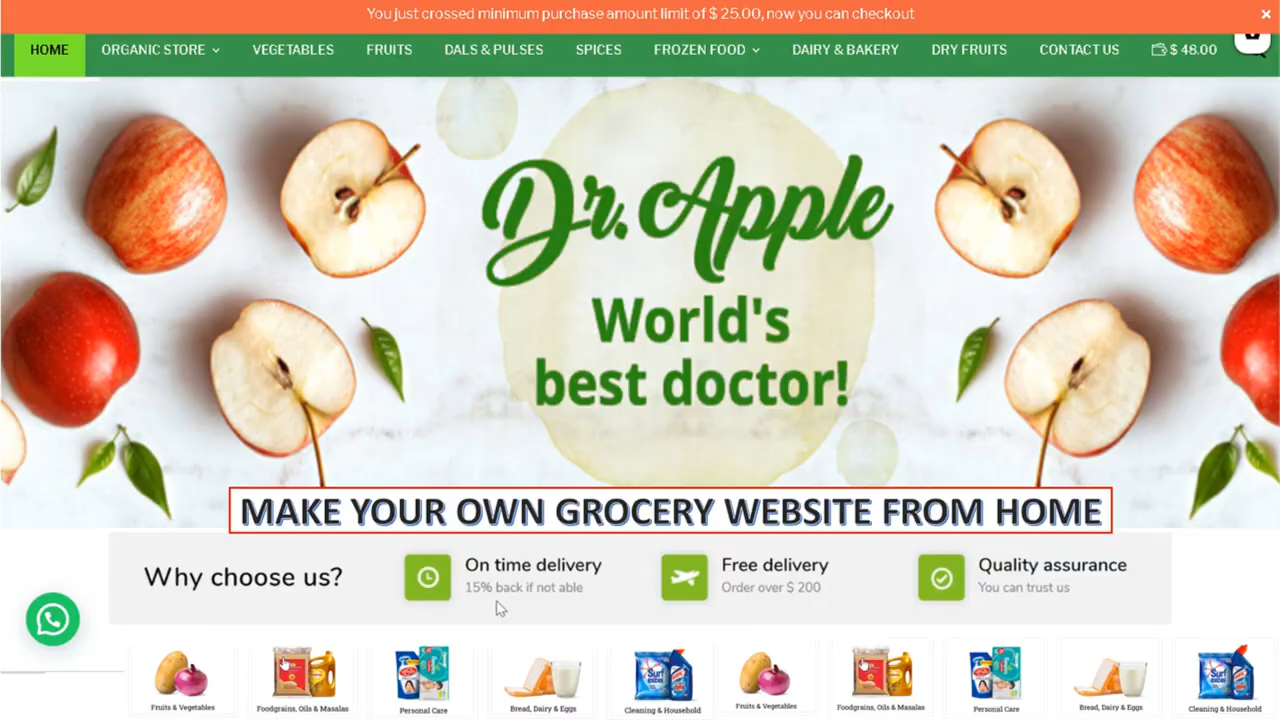 You just crossed minimum purchase amount limit of $ 25.00, now you can checkout ×
HOME ORGANIC STORE VEGETABLES FRUITS DALS & PULSES SPICES FROZEN FOOD DAIRY & BAKERY DRY FRUITS CONTACT US $ 48.00
Dr. Apple
World's
best doctor!
MAKE YOUR OWN GROCERY WEBSITE FROM HOME
Why choose us?
On time delivery
15% back if not able
Free delivery
Order over $ 200
Quality assurance
You can trust us
Surf excel
Surf excel
Fruits & Vegetables
Foodgrains, Oils & Masalas
Personal Care
Bread, Dairy & Eggs
Cleaning & Household
Fruits & Vegetables
Foodgrains, Oils & Masalas
Personal Care
Bread, Dairy & Eggs
Cleaning & Household